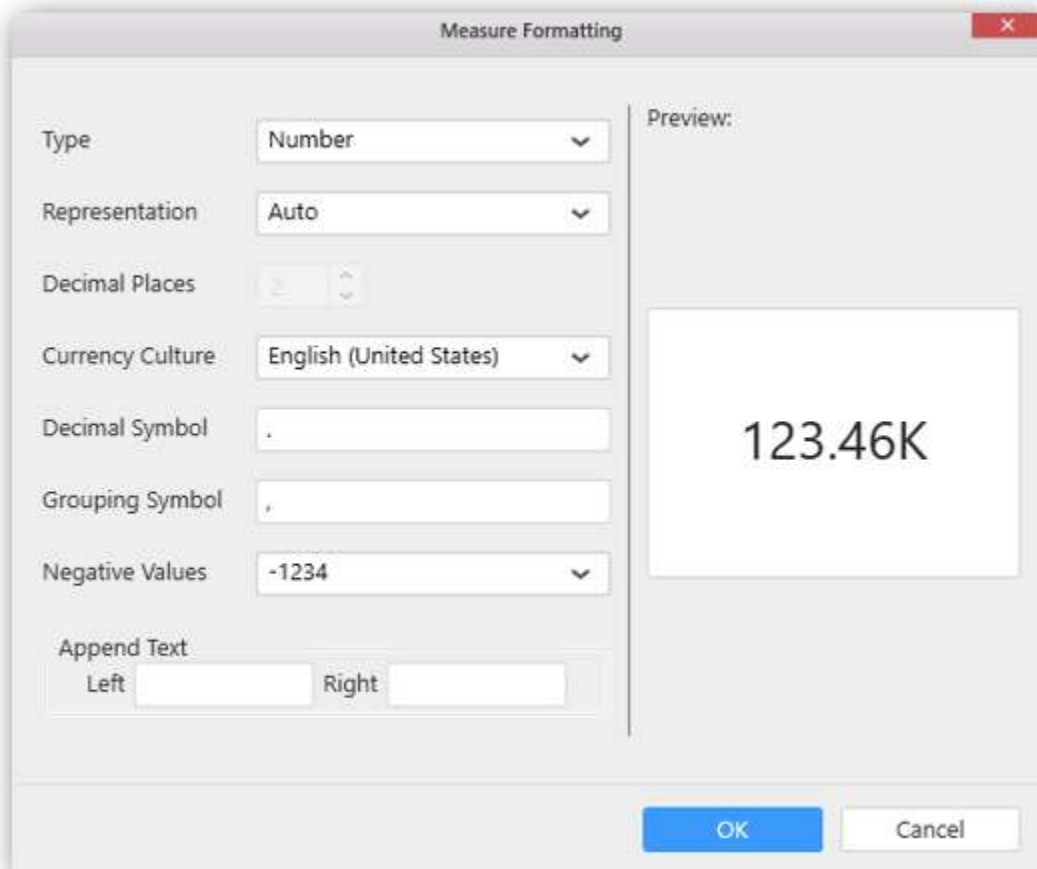 Measure Formatting
Type Number
Representation Auto
Decimal Places 2
Currency Culture English (United States)
Decimal Symbol .
Grouping Symbol ,
Negative Values -1234
Append Text
Left Right
Preview:
123.46K
OK Cancel